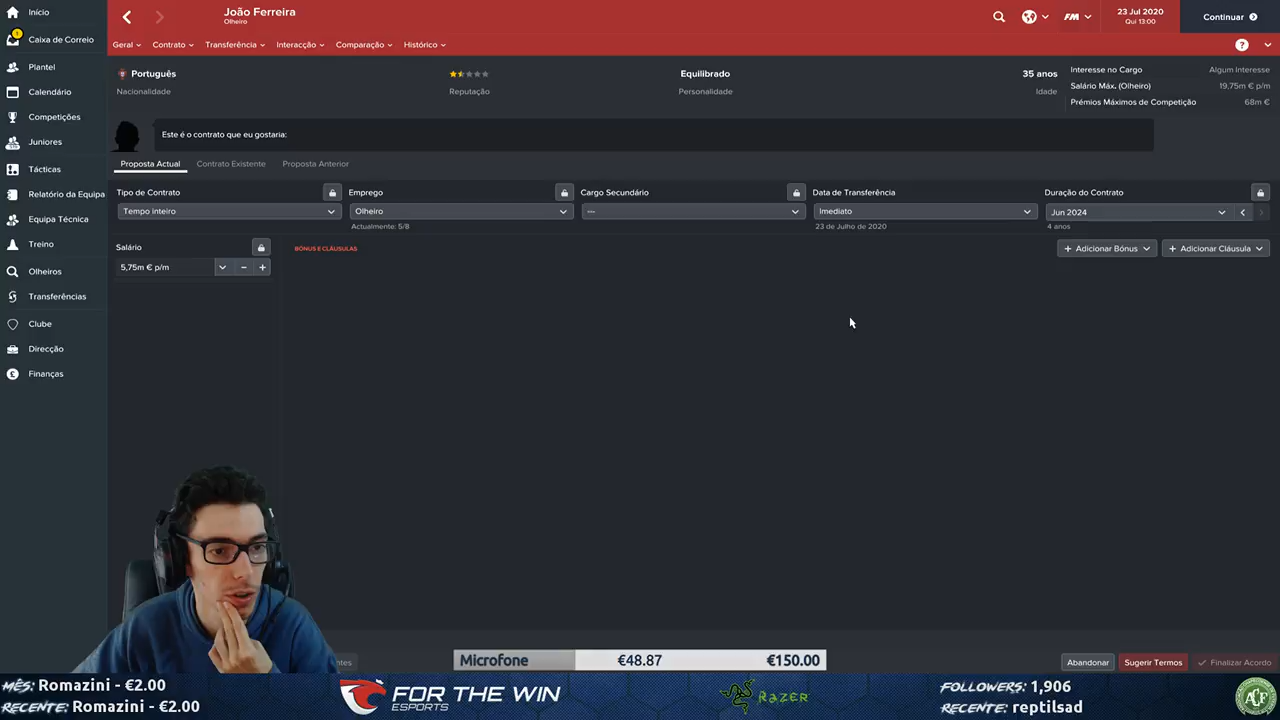 Início
João Ferreira
Olheiro
FM
23 Jul 2020
Qui 13:00
Continuar
Caixa de Correio
Geral
Contrato
Transferência
Interacção
Comparação
Histórico
?
Plantel
Calendário
Competições
Juniores
Tácticas
Relatório da Equipa
Equipa Técnica
Treino
Olheiros
Transferências
Clube
Direcção
Finanças
Português
Nacionalidade
Reputação
Equilibrado
Personalidade
35 anos
Idade
Interesse no Cargo Algum Interesse
Salário Máx. (Olheiro) 19,75m € p/m
Prémios Máximos de Competição 68m €
Este é o contrato que eu gostaria:
Proposta Actual Contrato Existente Proposta Anterior
Tipo de Contrato
Tempo inteiro
Emprego
Olheiro
Actualmente: 5/8
Cargo Secundário
---
Data de Transferência
Imediato
23 de Julho de 2020
Duração do Contrato
Jun 2024
4 anos
Salário
5,75m € p/m
BÓNUS E CLÁUSULAS
+ Adicionar Bónus
+ Adicionar Cláusula
ntes
Microfone €48.87 €150.00
Abandonar Sugerir Termos Finalizar Acordo
MÊS: Romazini - €2.00
RECENTE: Romazini - €2.00
FOR THE WIN
ESPORTS
RAZER
FOLLOWERS: 1,906
RECENTE: reptilsad
ACF